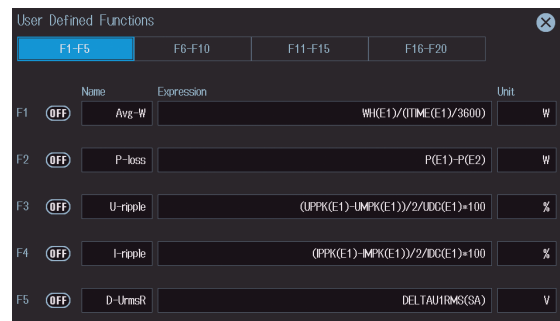 User Defined Functions
F1-F5 F6-F10 F11-F15 F16-F20
Name Expression Unit
F1 OFF Avg-W WH(E1)/(ITIME(E1)/3600) W
F2 OFF P-loss P(E1)-P(E2) W
F3 OFF U-ripple (UPPK(E1)-UMPK(E1))/2/UDC(E1)*100 %
F4 OFF I-ripple (IPPK(E1)-IMPK(E1))/2/IDC(E1)*100 %
F5 OFF D-UrmsR DELTAU1RMS(SA) V